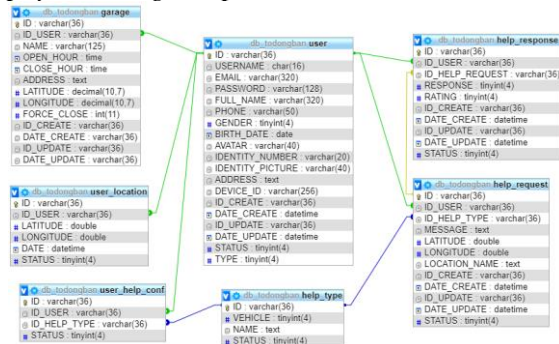 db_todongban garage
ID : varchar(36)
ID_USER : varchar(36)
NAME : varchar(125)
OPEN_HOUR : time
CLOSE_HOUR : time
ADDRESS : text
LATITUDE : decimal(10,7)
LONGITUDE : decimal(10,7)
FORCE_CLOSE : int(11)
ID_CREATE : varchar(36)
DATE_CREATE : varchar(36)
ID_UPDATE : varchar(36)
DATE_UPDATE : varchar(36)
db_todongban user_location
ID : varchar(36)
ID_USER : varchar(36)
LATITUDE : double
LONGITUDE : double
DATE : datetime
STATUS : tinyint(4)
db_todongban user_help_conf
ID : varchar(36)
ID_USER : varchar(36)
ID_HELP_TYPE : varchar(36)
STATUS : tinyint(4)
db_todongban user
ID : varchar(36)
USERNAME : char(16)
EMAIL : varchar(320)
PASSWORD : varchar(128)
FULL_NAME : varchar(320)
PHONE : varchar(50)
GENDER : tinyint(4)
BIRTH_DATE : date
AVATAR : varchar(40)
IDENTITY_NUMBER : varchar(20)
IDENTITY_PICTURE : varchar(40)
ADDRESS : text
DEVICE_ID : varchar(256)
ID_CREATE : varchar(36)
DATE_CREATE : datetime
ID_UPDATE : varchar(36)
DATE_UPDATE : datetime
STATUS : tinyint(4)
TYPE : tinyint(4)
db_todongban help_type
ID : varchar(36)
VEHICLE : tinyint(4)
NAME : text
STATUS : tinyint(4)
db_todongban help_response
ID : varchar(36)
ID_USER : varchar(36)
ID_HELP_REQUEST : varchar(36)
RESPONSE : tinyint(4)
RATING : tinyint(4)
ID_CREATE : varchar(36)
DATE_CREATE : datetime
ID_UPDATE : varchar(36)
DATE_UPDATE : datetime
STATUS : tinyint(4)
db_todongban help_request
ID : varchar(36)
ID_USER : varchar(36)
ID_HELP_TYPE : varchar(36)
MESSAGE : text
LATITUDE : double
LONGITUDE : double
LOCATION_NAME : text
ID_CREATE : varchar(36)
DATE_CREATE : datetime
ID_UPDATE : varchar(36)
DATE_UPDATE : datetime
STATUS : tinyint(4)